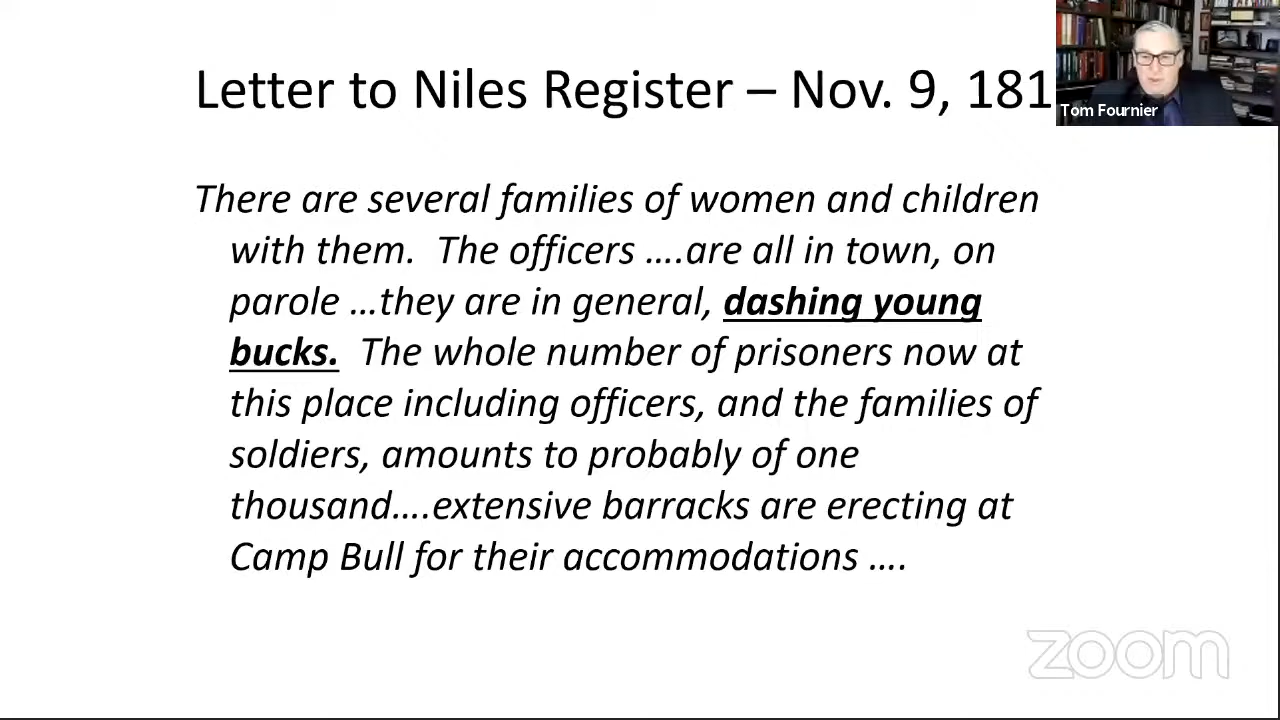 Letter to Niles Register – Nov. 9, 181
Tom Fournier
There are several families of women and children
with them.  The officers ….are all in town, on
parole …they are in general, dashing young
bucks.  The whole number of prisoners now at
this place including officers, and the families of
soldiers, amounts to probably of one
thousand….extensive barracks are erecting at
Camp Bull for their accommodations ….
zoom